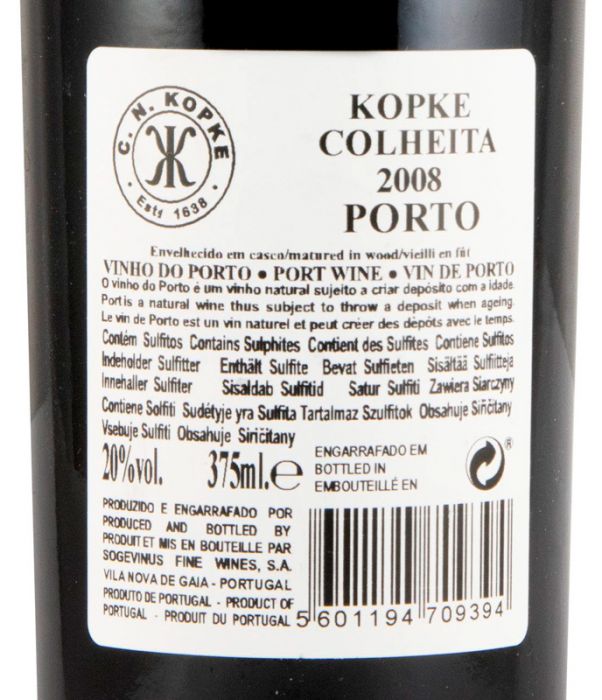 C. N. KOPKE
Estd 1638
KOPKE
COLHEITA
2008
PORTO
Envelhecido em casco/matured in wood/vieilli en fût
VINHO DO PORTO • PORT WINE • VIN DE PORTO
O vinho do Porto é um vinho natural sujeito a criar depósito com a idade.
Port is a natural wine thus subject to throw a deposit when ageing.
Le vin de Porto est un vin naturel et peut créer des dépôts avec le temps.
Contém Sulfitos Contains Sulphites Contient des Sulfites Contiene Sulfitos
Indeholder Sulfitter Enthält Sulfite Bevat Sulfieten Sisältää Sulfiitteja
Innehaller Sulfiter Sisaldab Sulfitid Satur Sulfiti Zawiera Siarczyny
Contiene Solfiti Sudétyje yra Sulfita Tartalmaz Szulfitok Obsahuje Siřičitany
Vsebuje Sulfiti Obsahuje Siričitany
20%vol. 375ml.℮
ENGARRAFADO EM
BOTTLED IN
EMBOUTEILLÉ EN
PRODUZIDO E ENGARRAFADO POR
PRODUCED AND BOTTLED BY
PRODUIT ET MIS EN BOUTEILLE PAR
SOGEVINUS FINE WINES, S.A.
VILA NOVA DE GAIA - PORTUGAL
PRODUTO DE PORTUGAL - PRODUCT OF
PORTUGAL - PRODUIT DU PORTUGAL
5 601194 709394